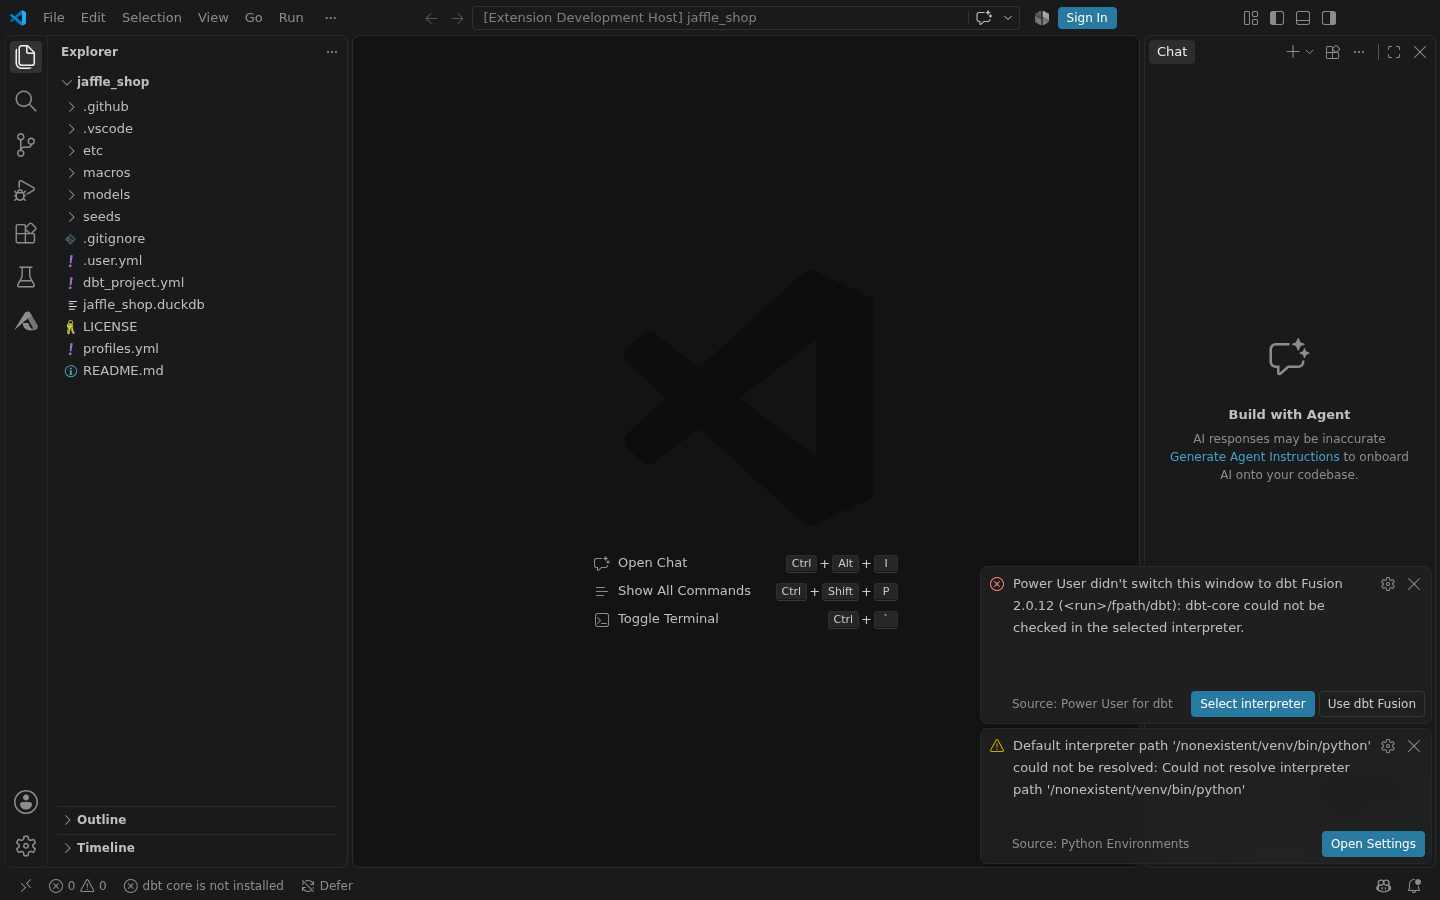 File Edit Selection View Go Run ···
[Extension Development Host] jaffle_shop
Sign In
Explorer
jaffle_shop
.github
.vscode
etc
macros
models
seeds
.gitignore
.user.yml
dbt_project.yml
jaffle_shop.duckdb
LICENSE
profiles.yml
README.md
Outline
Timeline
Open Chat Ctrl + Alt + I
Show All Commands Ctrl + Shift + P
Toggle Terminal Ctrl + `
Chat
Build with Agent
AI responses may be inaccurate
Generate Agent Instructions to onboard
AI onto your codebase.
Power User didn't switch this window to dbt Fusion
2.0.12 (<run>/fpath/dbt): dbt-core could not be
checked in the selected interpreter.
Source: Power User for dbt Select interpreter Use dbt Fusion
Default interpreter path '/nonexistent/venv/bin/python'
could not be resolved: Could not resolve interpreter
path '/nonexistent/venv/bin/python'
Source: Python Environments Open Settings
0 0 dbt core is not installed Defer